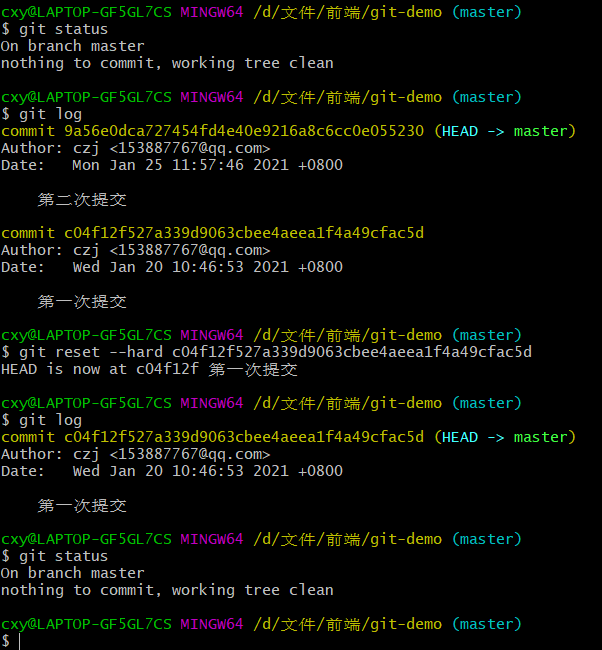 cxy@LAPTOP-GF5GL7CS MINGW64 /d/文件/前端/git-demo (master)
$ git status
On branch master
nothing to commit, working tree clean
cxy@LAPTOP-GF5GL7CS MINGW64 /d/文件/前端/git-demo (master)
$ git log
commit 9a56e0dca727454fd4e40e9216a8c6cc0e055230 (HEAD -> master)
Author: czj <153887767@qq.com>
Date:   Mon Jan 25 11:57:46 2021 +0800
    第二次提交
commit c04f12f527a339d9063cbee4aeea1f4a49cfac5d
Author: czj <153887767@qq.com>
Date:   Wed Jan 20 10:46:53 2021 +0800
    第一次提交
cxy@LAPTOP-GF5GL7CS MINGW64 /d/文件/前端/git-demo (master)
$ git reset --hard c04f12f527a339d9063cbee4aeea1f4a49cfac5d
HEAD is now at c04f12f 第一次提交
cxy@LAPTOP-GF5GL7CS MINGW64 /d/文件/前端/git-demo (master)
$ git log
commit c04f12f527a339d9063cbee4aeea1f4a49cfac5d (HEAD -> master)
Author: czj <153887767@qq.com>
Date:   Wed Jan 20 10:46:53 2021 +0800
    第一次提交
cxy@LAPTOP-GF5GL7CS MINGW64 /d/文件/前端/git-demo (master)
$ git status
On branch master
nothing to commit, working tree clean
cxy@LAPTOP-GF5GL7CS MINGW64 /d/文件/前端/git-demo (master)
$